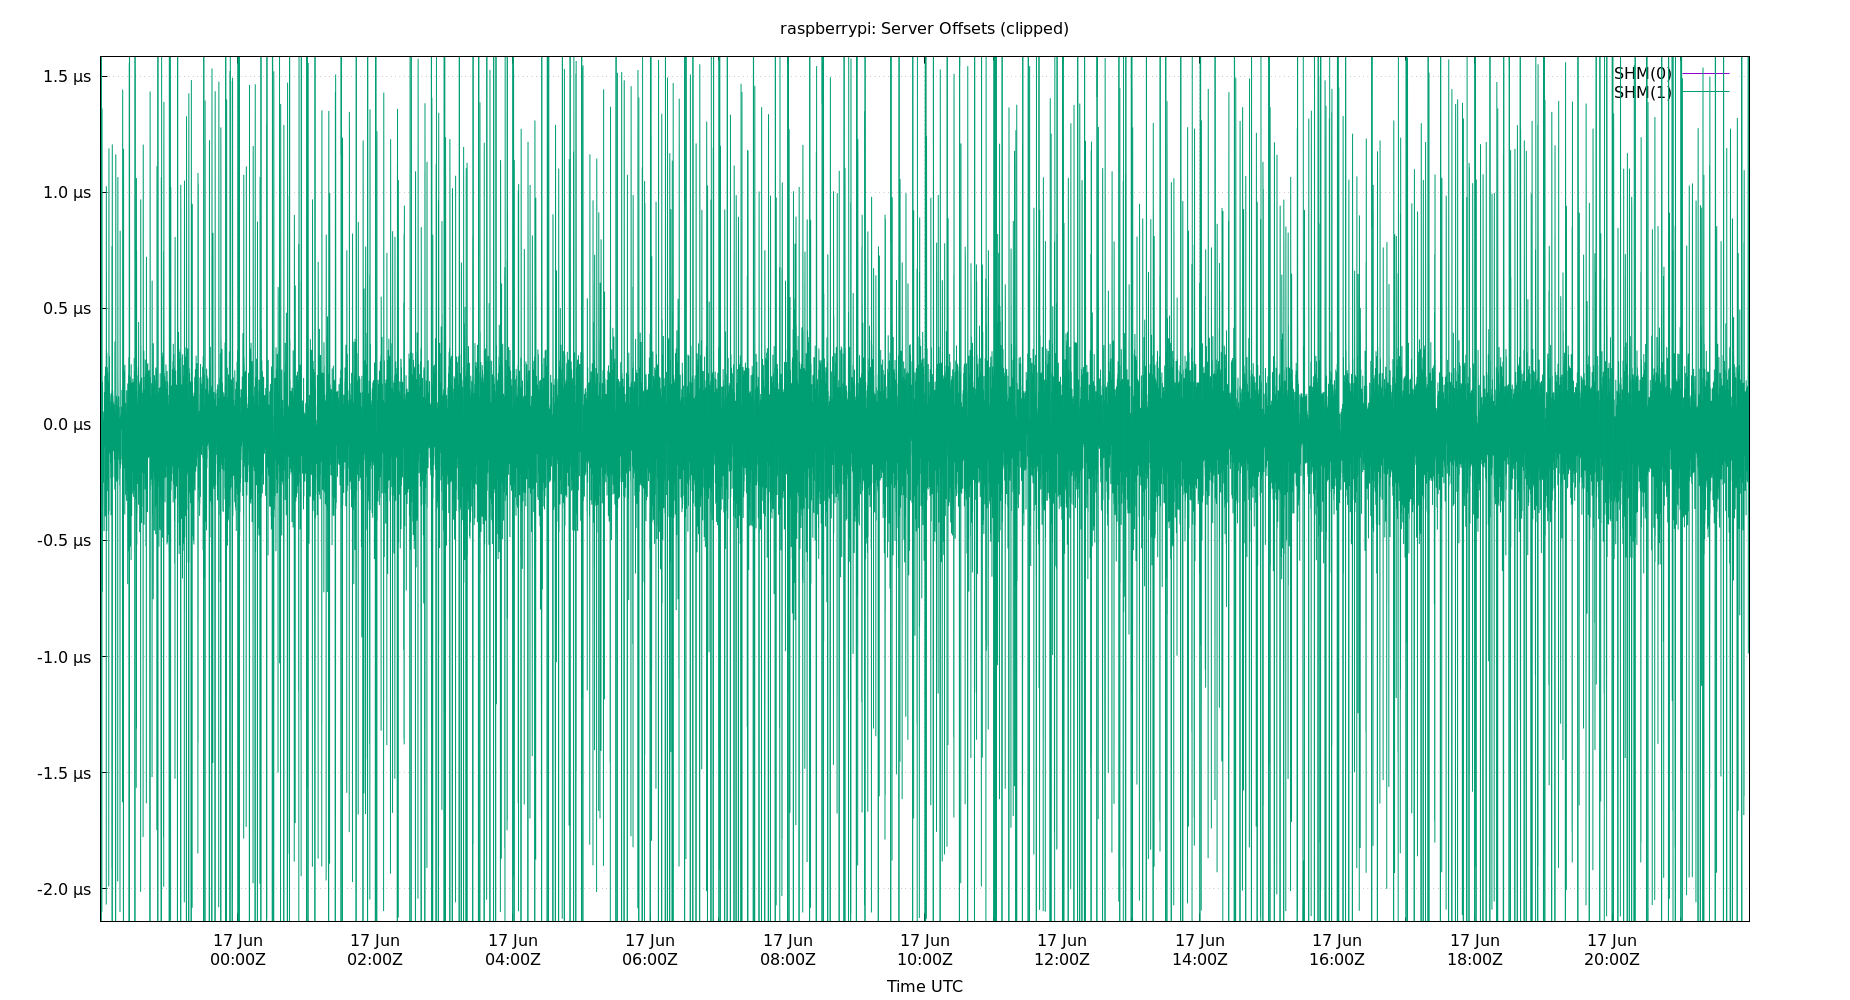 raspberrypi: Server Offsets (clipped)
1.5 µs
1.0 µs
0.5 µs
0.0 µs
-0.5 µs
-1.0 µs
-1.5 µs
-2.0 µs
SHM(0)
SHM(1)
17 Jun 17 Jun 17 Jun 17 Jun 17 Jun 17 Jun 17 Jun 17 Jun 17 Jun 17 Jun 17 Jun
00:00Z 02:00Z 04:00Z 06:00Z 08:00Z 10:00Z 12:00Z 14:00Z 16:00Z 18:00Z 20:00Z
Time UTC